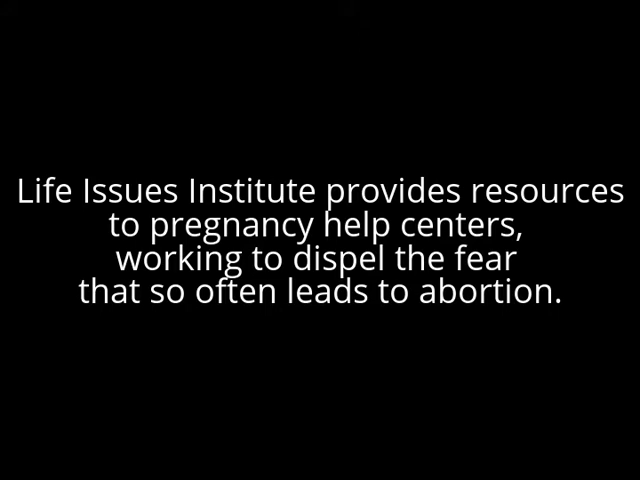 Life Issues Institute provides resources
to pregnancy help centers,
working to dispel the fear
that so often leads to abortion.